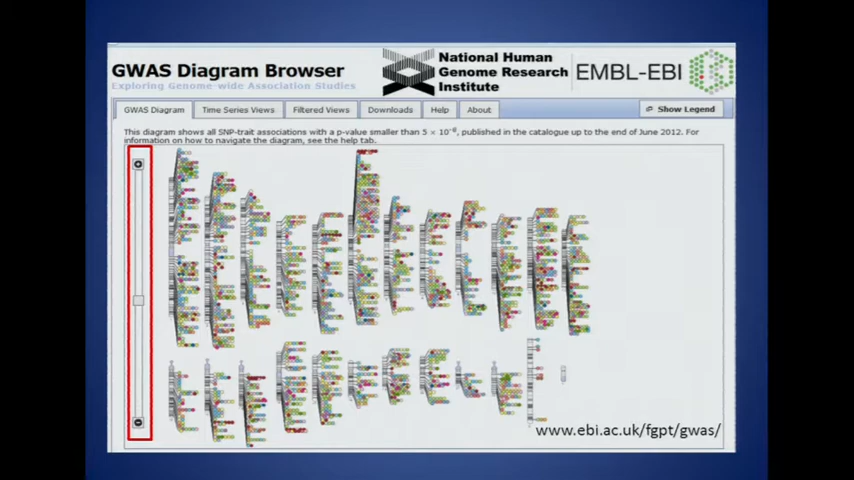 GWAS Diagram Browser
Exploring Genome-wide Association Studies
National Human
Genome Research
Institute
EMBL-EBI
GWAS Diagram
Time Series Views
Filtered Views
Downloads
Help
About
Show Legend
This diagram shows all SNP-trait associations with a p-value smaller than 5 × 10⁻⁸, published in the catalogue up to the end of June 2012. For
information on how to navigate the diagram, see the help tab.
www.ebi.ac.uk/fgpt/gwas/